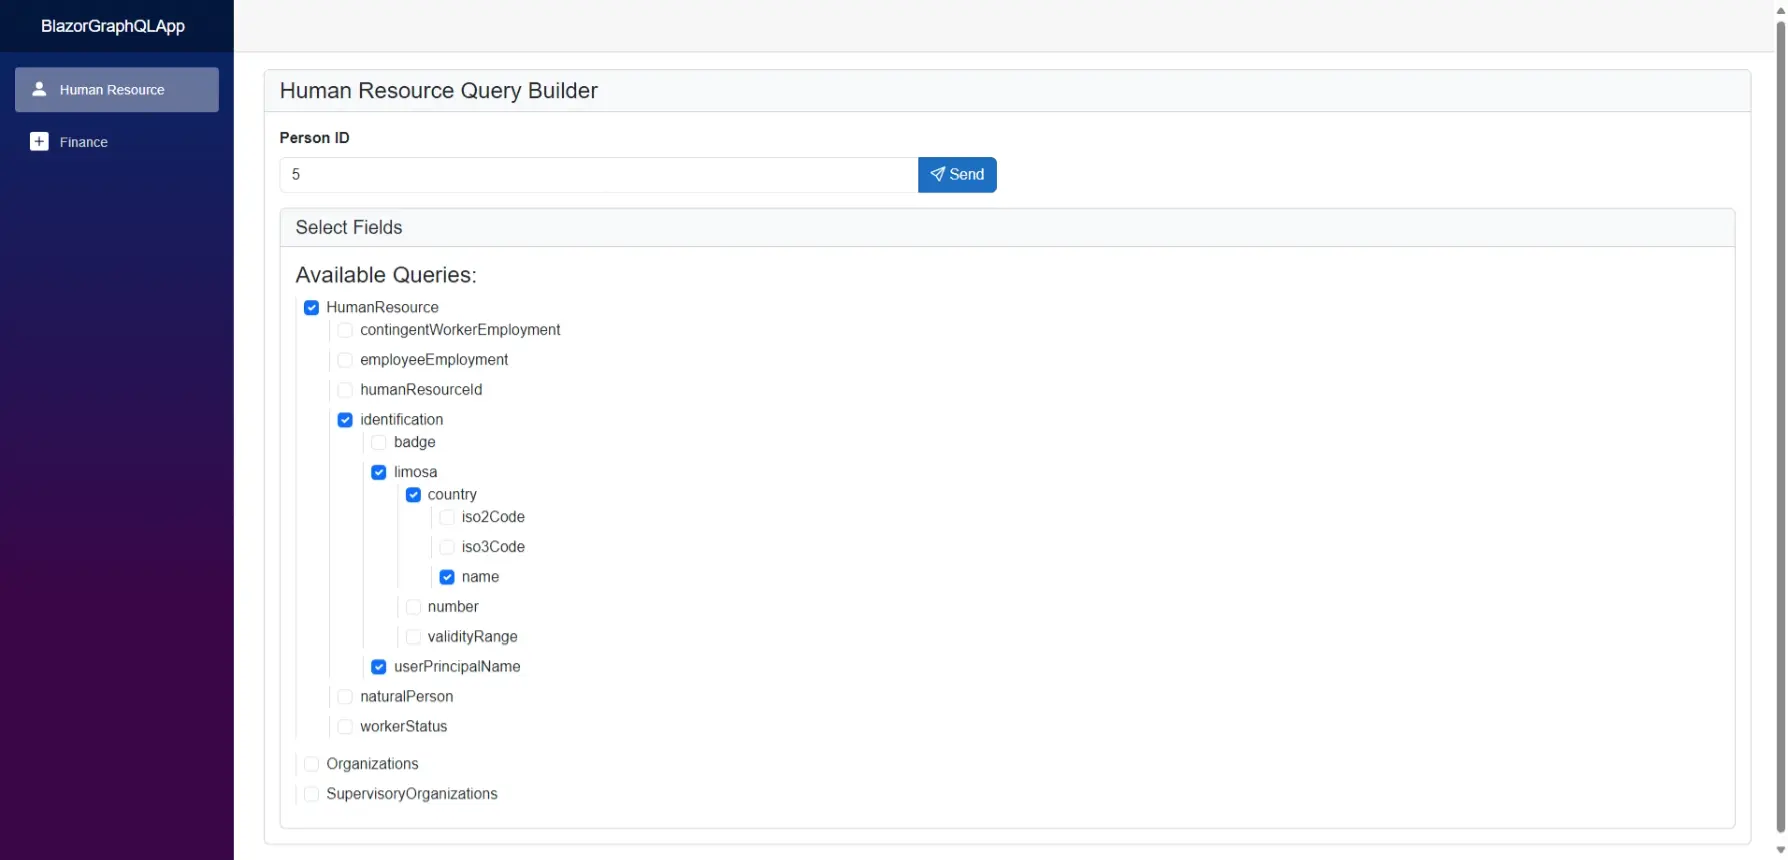 BlazorGraphQLApp
Human Resource
Finance
Human Resource Query Builder
Person ID
5
Send
Select Fields
Available Queries:
HumanResource
contingentWorkerEmployment
employeeEmployment
humanResourceId
identification
badge
limosa
country
iso2Code
iso3Code
name
number
validityRange
userPrincipalName
naturalPerson
workerStatus
Organizations
SupervisoryOrganizations